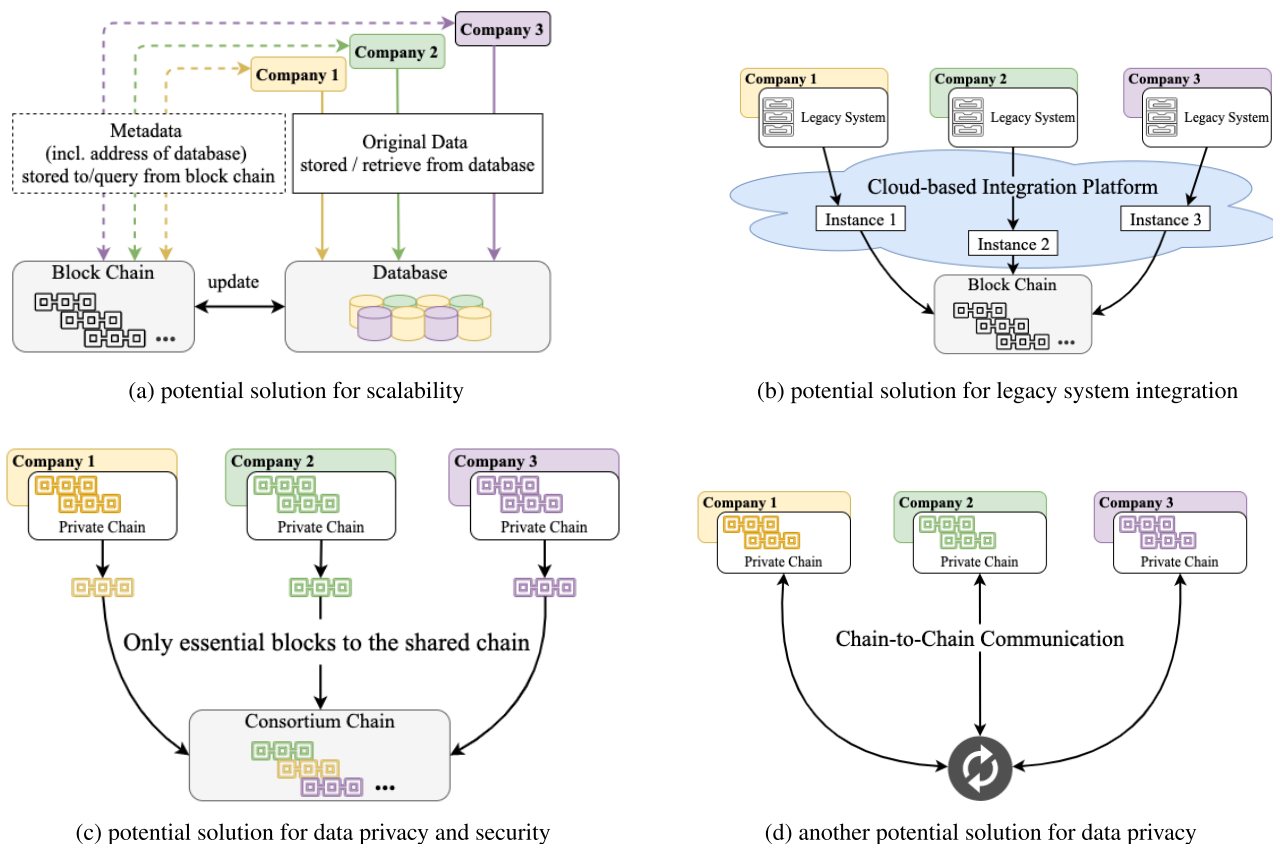 Company 3
Company 2
Company 1
Metadata
(incl. address of database)
stored to/query from block chain
Original Data
stored / retrieve from database
Block Chain
update
Database
...
(a) potential solution for scalability
Company 1
Company 2
Company 3
Legacy System
Legacy System
Legacy System
Cloud-based Integration Platform
Instance 1
Instance 2
Instance 3
Block Chain
...
(b) potential solution for legacy system integration
Company 1
Company 2
Company 3
Private Chain
Private Chain
Private Chain
Only essential blocks to the shared chain
Consortium Chain
...
(c) potential solution for data privacy and security
Company 1
Company 2
Company 3
Private Chain
Private Chain
Private Chain
Chain-to-Chain Communication
(d) another potential solution for data privacy